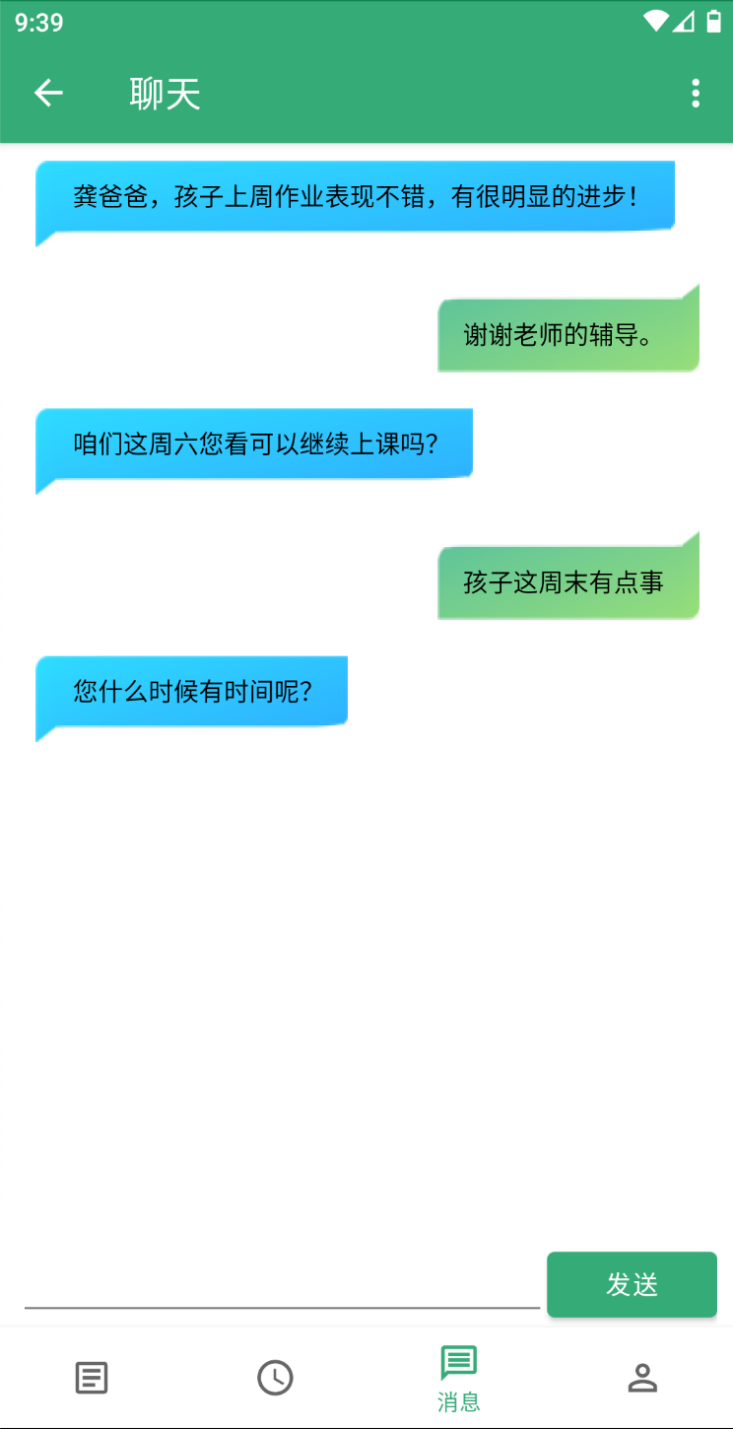 9:39
聊天
龚爸爸，孩子上周作业表现不错，有很明显的进步！
谢谢老师的辅导。
咱们这周六您看可以继续上课吗？
孩子这周末有点事
您什么时候有时间呢？
发送
消息